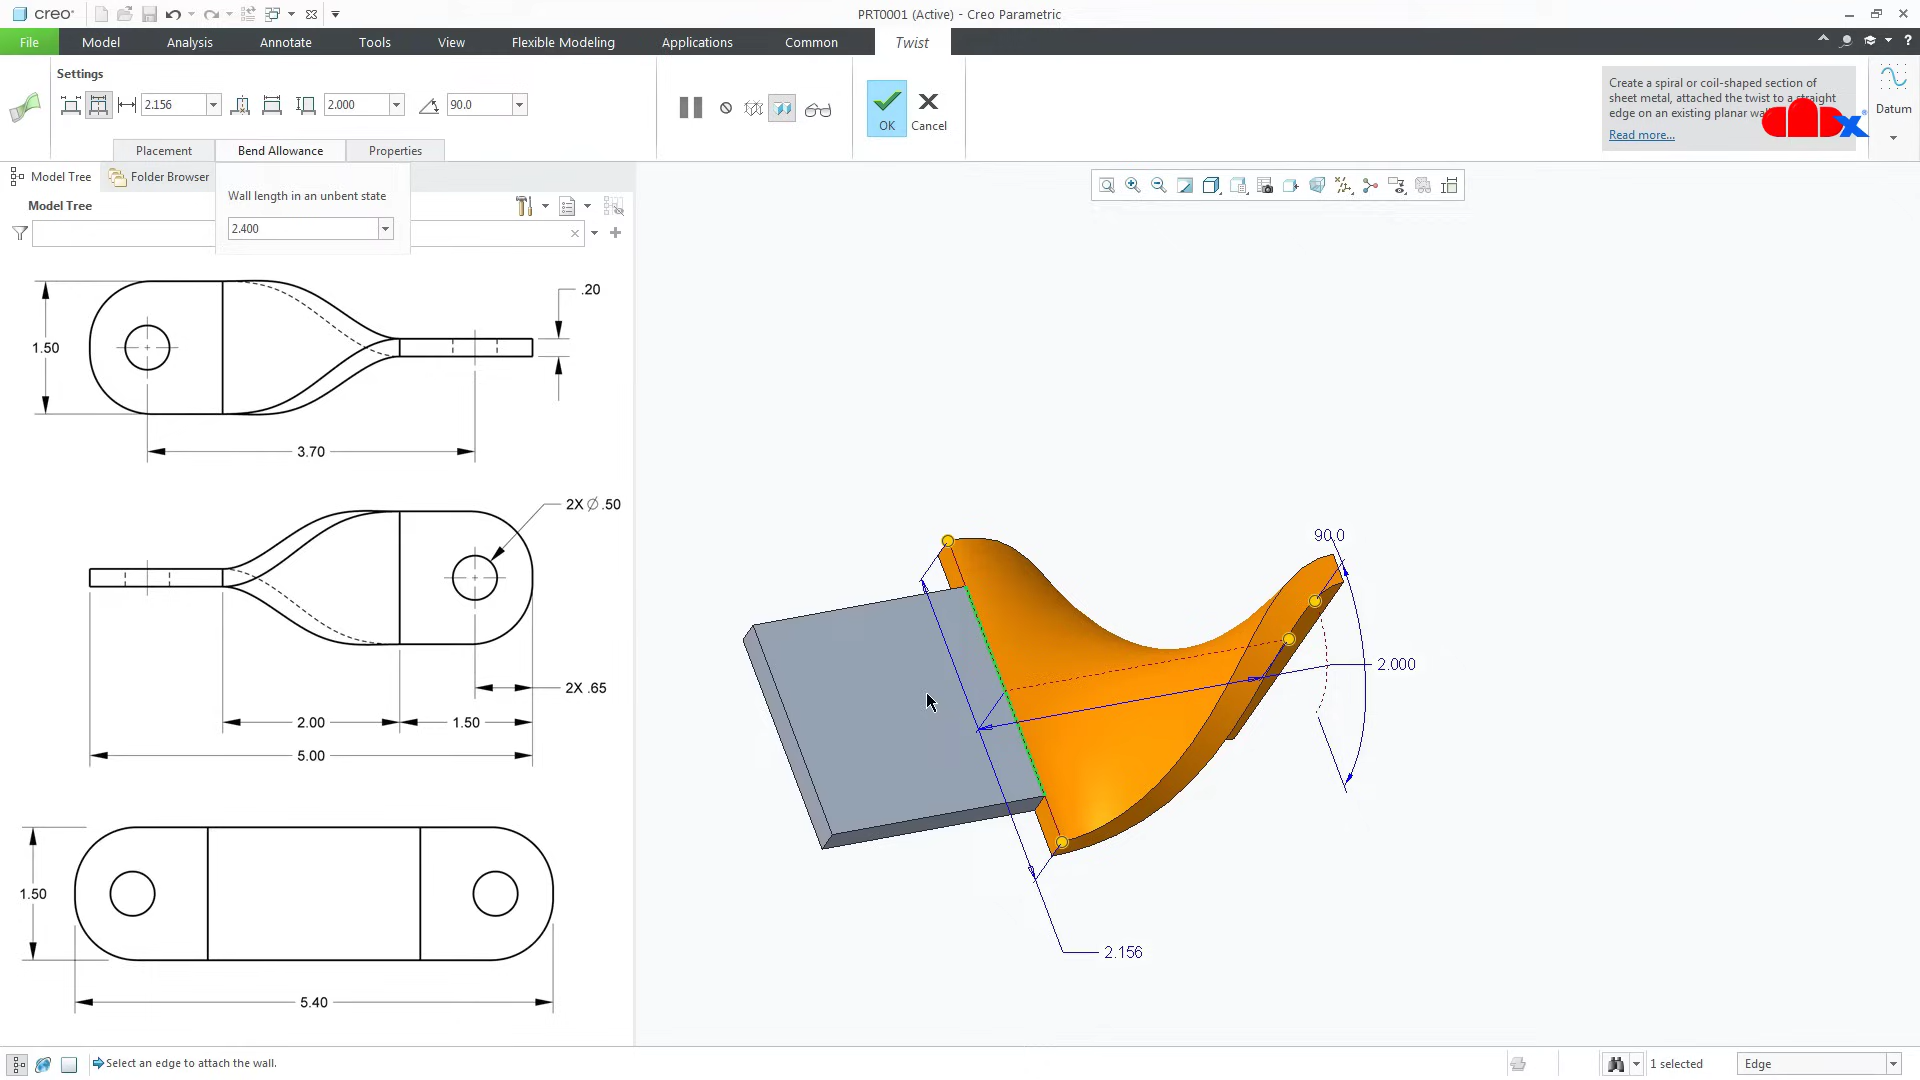 creo
PRT0001 (Active) - Creo Parametric
File
Model
Analysis
Annotate
Tools
View
Flexible Modeling
Applications
Common
Twist
?
Settings
2.156
2.000
90.0
OK
Cancel
Create a spiral or coil-shaped section of
sheet metal, attached the twist to a straight
edge on an existing planar wa
Read more...
Datum
Placement
Bend Allowance
Properties
Model Tree
Folder Browser
Wall length in an unbent state
2.400
Model Tree
.20
1.50
3.70
2X Ø .50
2X .65
2.00
1.50
5.00
1.50
5.40
90.0
2.000
2.156
Select an edge to attach the wall.
1 selected
Edge